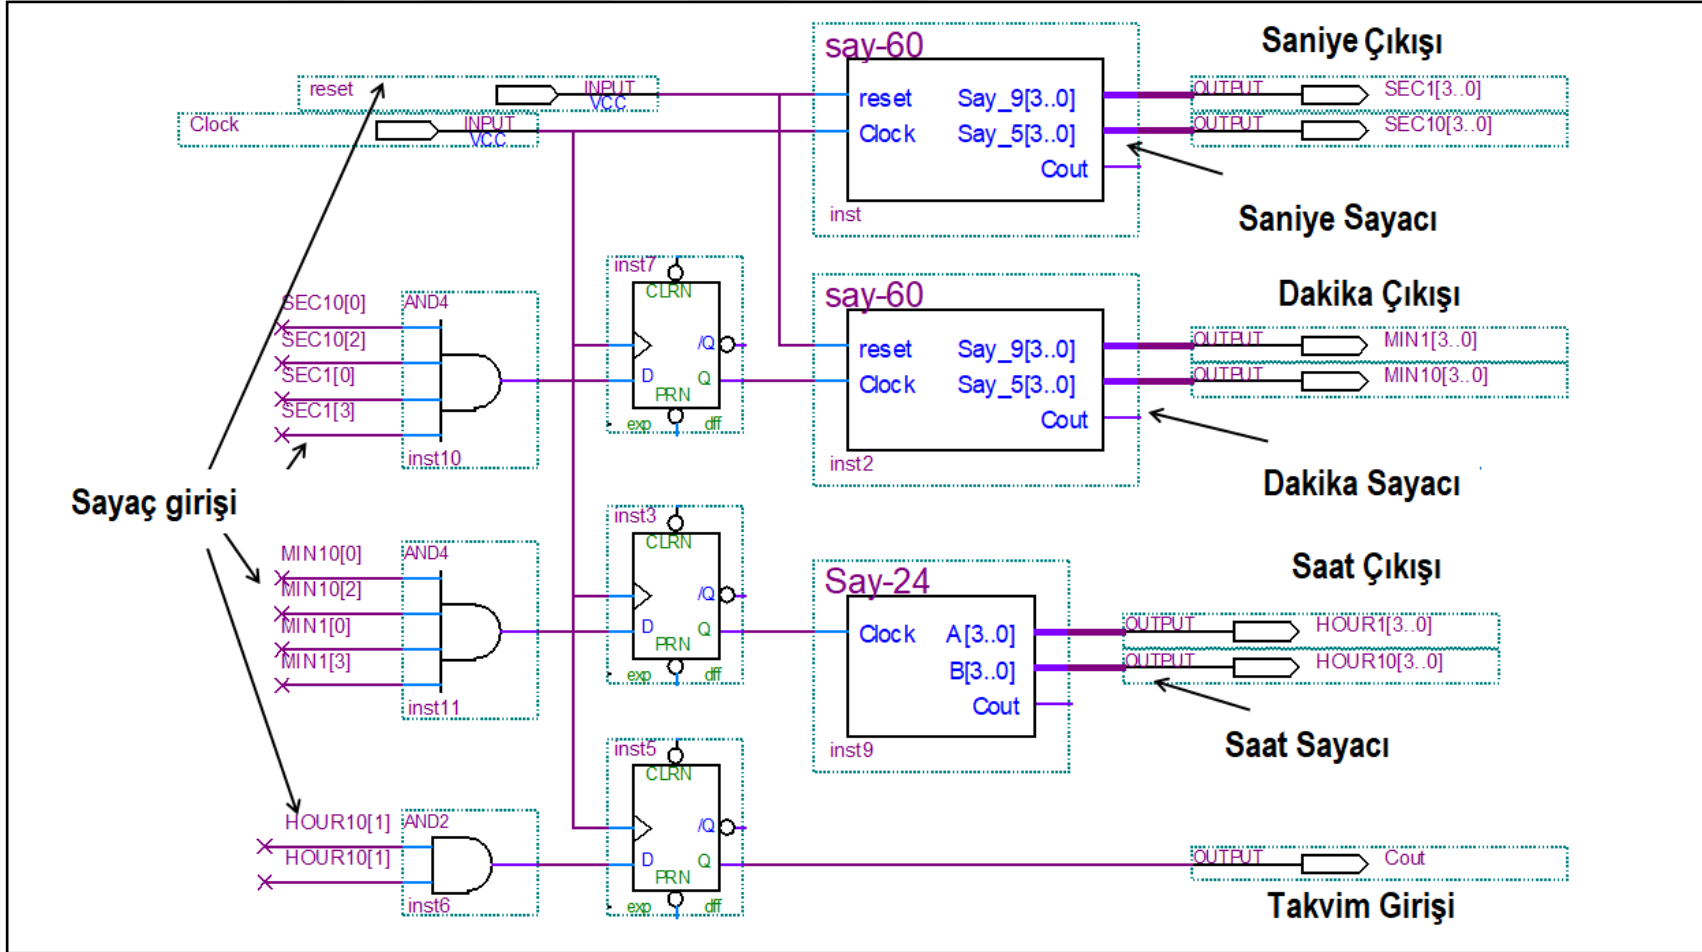 say-60
Saniye Çıkışı
reset
INPUT
VCC
reset
Say_9[3..0]
OUTPUT
SEC1[3..0]
Clock
INPUT
VCC
Clock
Say_5[3..0]
OUTPUT
SEC10[3..0]
Cout
inst
Saniye Sayacı
inst7
CLRN
SEC10[0]
AND4
say-60
Dakika Çıkışı
SEC10[2]
/Q
reset
Say_9[3..0]
OUTPUT
MIN1[3..0]
SEC1[0]
D
Q
Clock
Say_5[3..0]
OUTPUT
MIN10[3..0]
SEC1[3]
PRN
exp
dff
Cout
inst10
inst2
Dakika Sayacı
Sayaç girişi
inst3
CLRN
MIN10[0]
AND4
Say-24
Saat Çıkışı
MIN10[2]
/Q
MIN1[0]
D
Q
Clock
A[3..0]
OUTPUT
HOUR1[3..0]
MIN1[3]
PRN
exp
dff
B[3..0]
OUTPUT
HOUR10[3..0]
inst11
Cout
inst5
inst9
Saat Sayacı
CLRN
HOUR10[1]
AND2
/Q
HOUR10[1]
D
Q
OUTPUT
Cout
PRN
inst6
exp
dff
Takvim Girişi